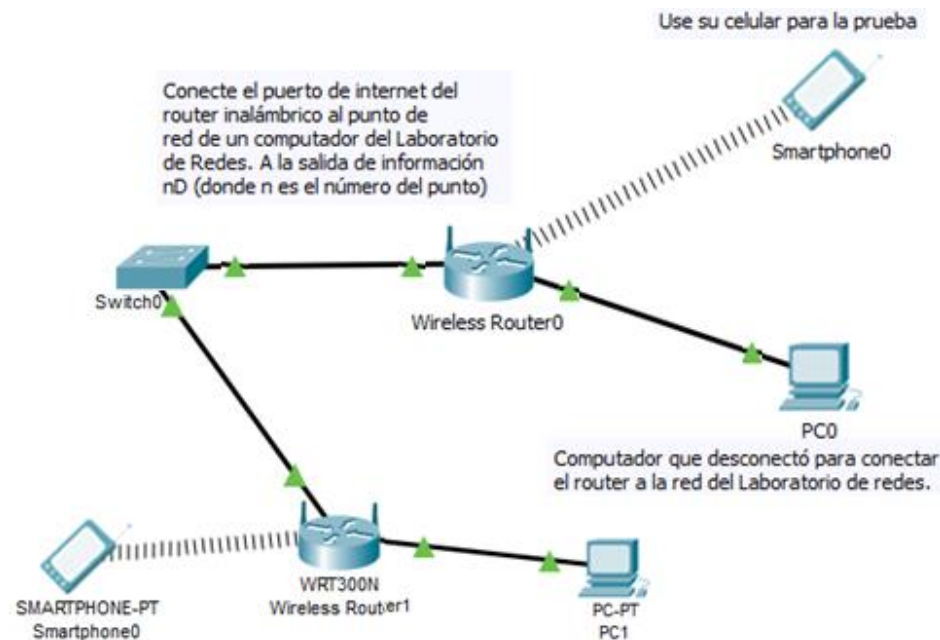 Use su celular para la prueba
Conecte el puerto de internet del
router inalámbrico al punto de
red de un computador del Laboratorio
de Redes. A la salida de información
nD (donde n es el número del punto)
Smartphone0
Switch0
Wireless Router0
PC0
Computador que desconectó para conectar
el router a la red del Laboratorio de redes.
SMARTPHONE-PT
Smartphone0
WRT300N
Wireless Router1
PC-PT
PC1